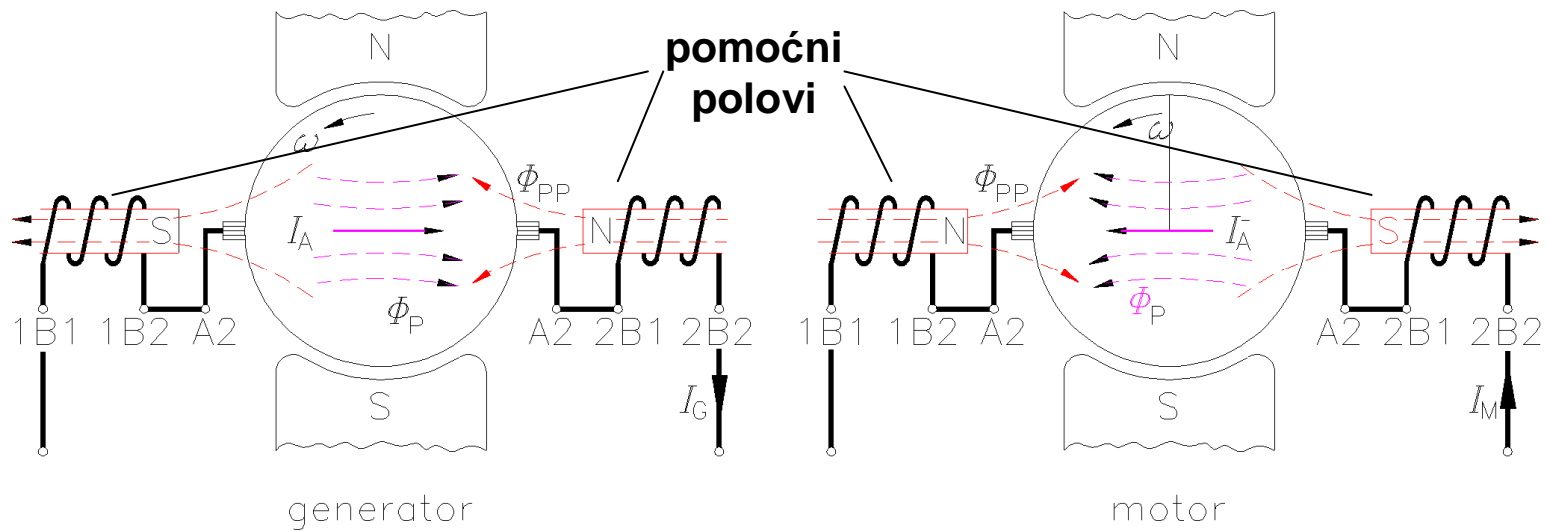 N
pomoćni
polovi
N
ω
ω
S
I_A
Φ_PP
N
Φ_PP
N
I_A
S
Φ_P
Φ_P
1B1 1B2 A2
A2 2B1 2B2
1B1 1B2 A2
A2 2B1 2B2
S
I_G
S
I_M
generator
motor